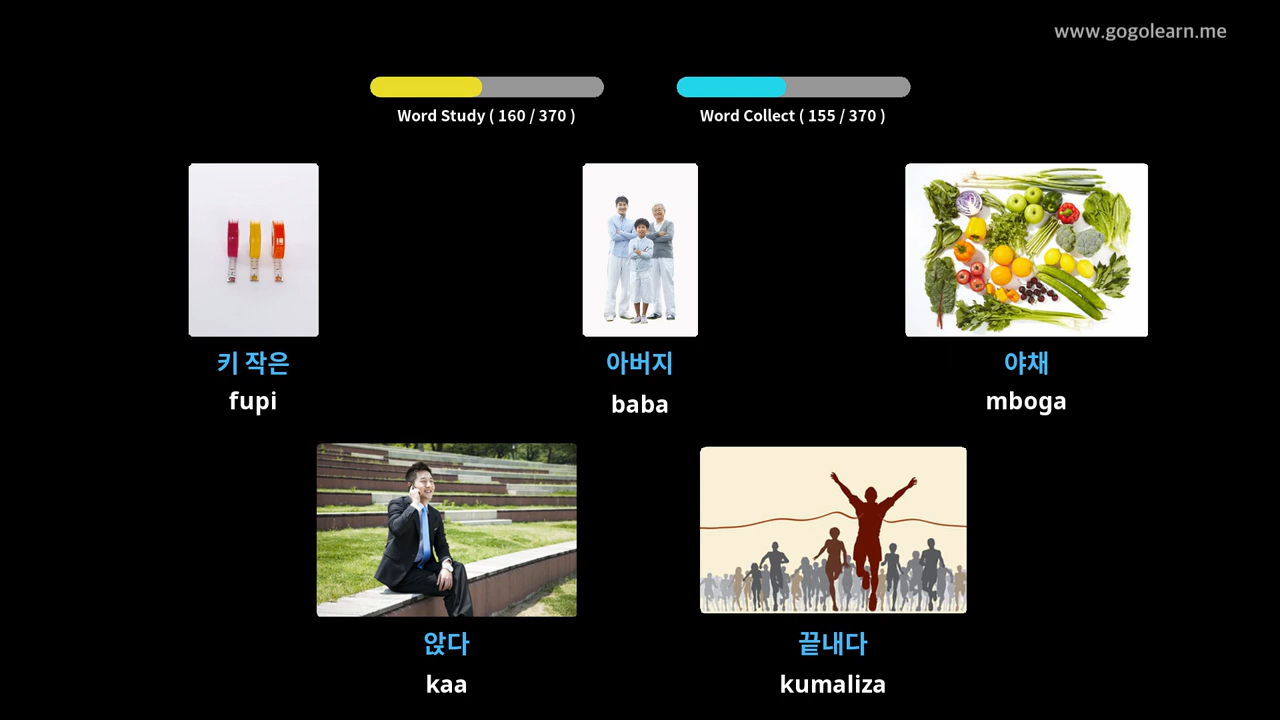 www.gogolearn.me
Word Study ( 160 / 370 )
Word Collect ( 155 / 370 )
키 작은
fupi
아버지
baba
야채
mboga
앉다
kaa
끝내다
kumaliza